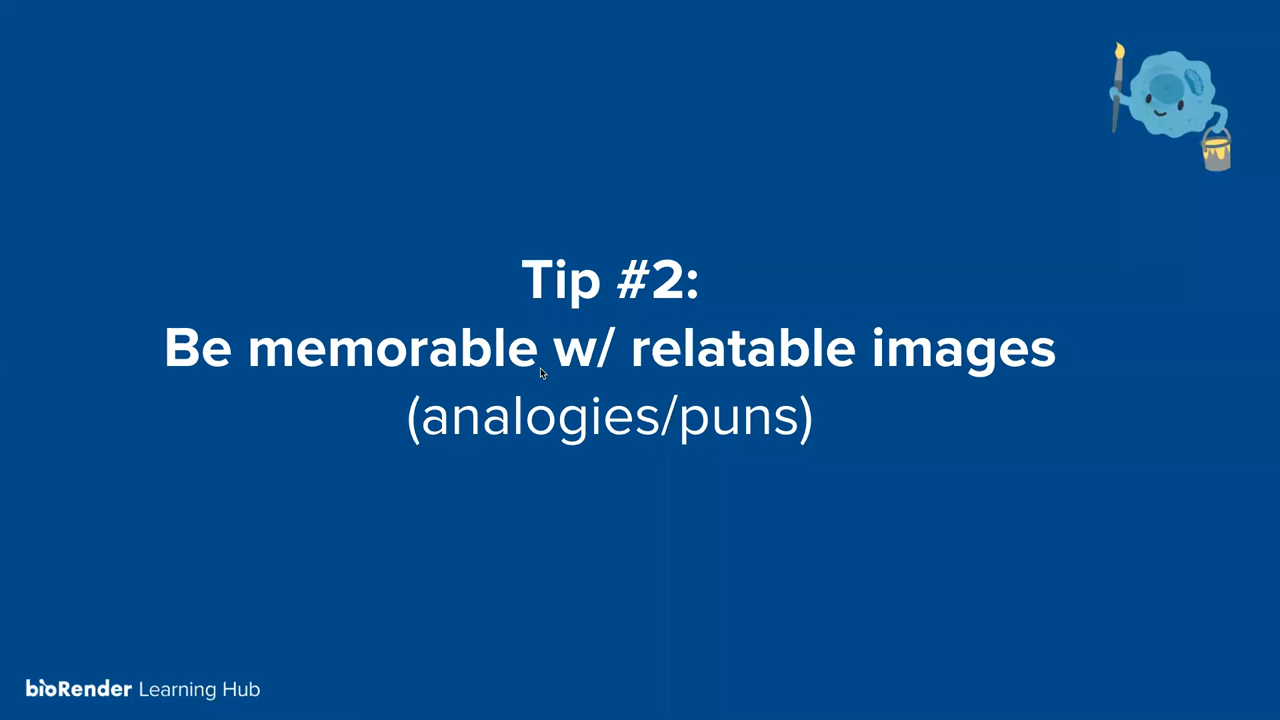 Tip #2:
Be memorable w/ relatable images
(analogies/puns)
bioRender Learning Hub